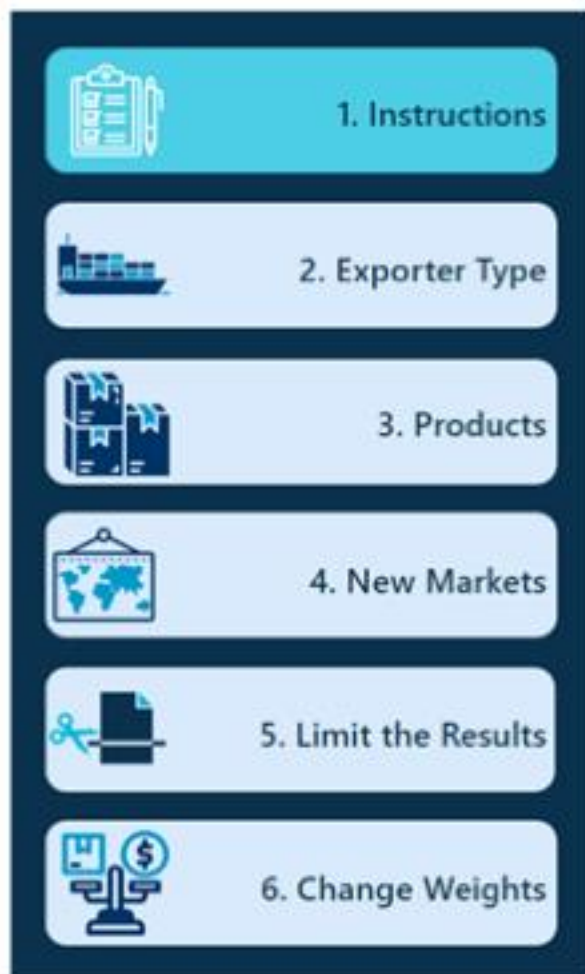 1. Instructions
2. Exporter Type
3. Products
4. New Markets
5. Limit the Results
$
6. Change Weights